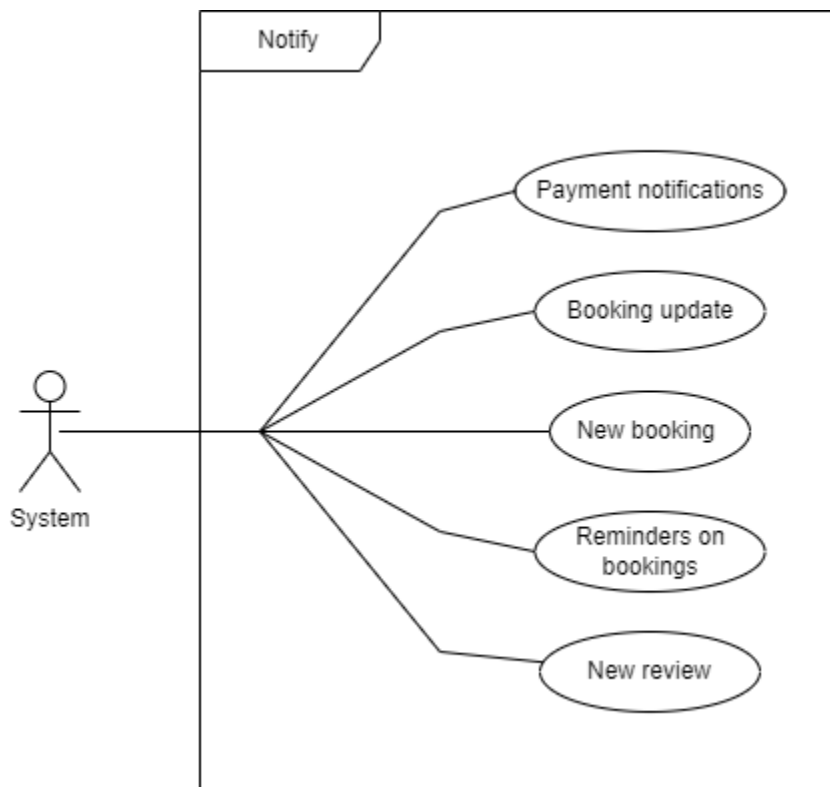 Notify
Payment notifications
Booking update
New booking
System
Reminders on
bookings
New review